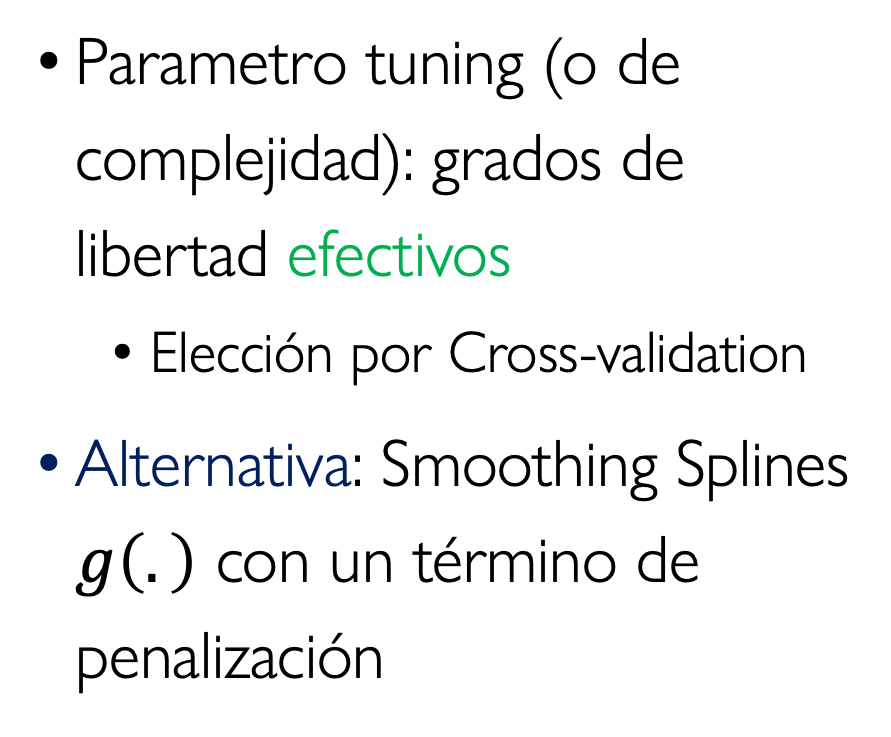 • Parametro tuning (o de
complejidad): grados de
libertad efectivos
• Elección por Cross-validation
• Alternativa: Smoothing Splines
g(.) con un término de
penalización